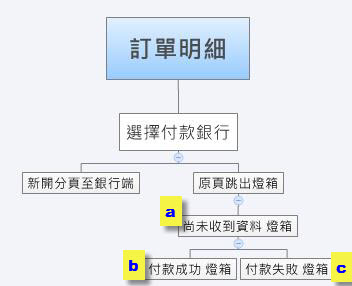 訂單明細
選擇付款銀行
新開分頁至銀行端
原頁跳出燈箱
a
尚未收到資料 燈箱
b
付款成功 燈箱
付款失敗 燈箱
c